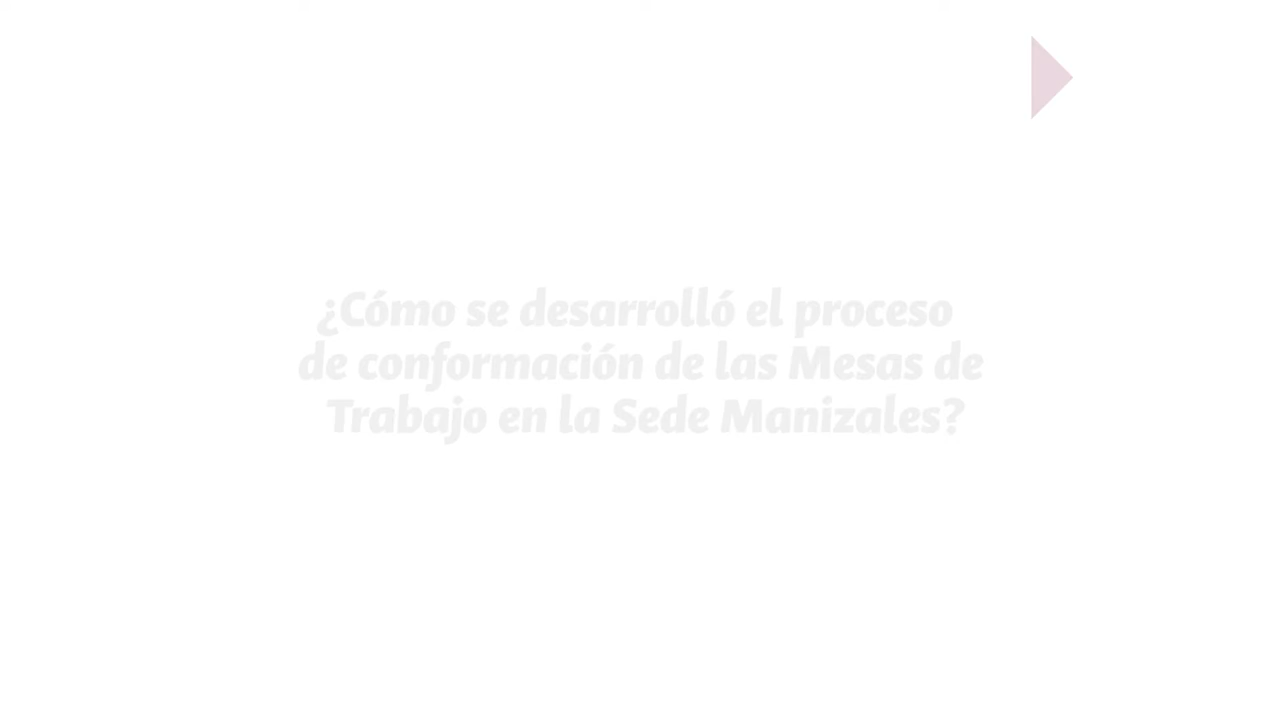 ¿Cómo se desarrolló el proceso
de conformación de las Mesas de
Trabajo en la Sede Manizales?